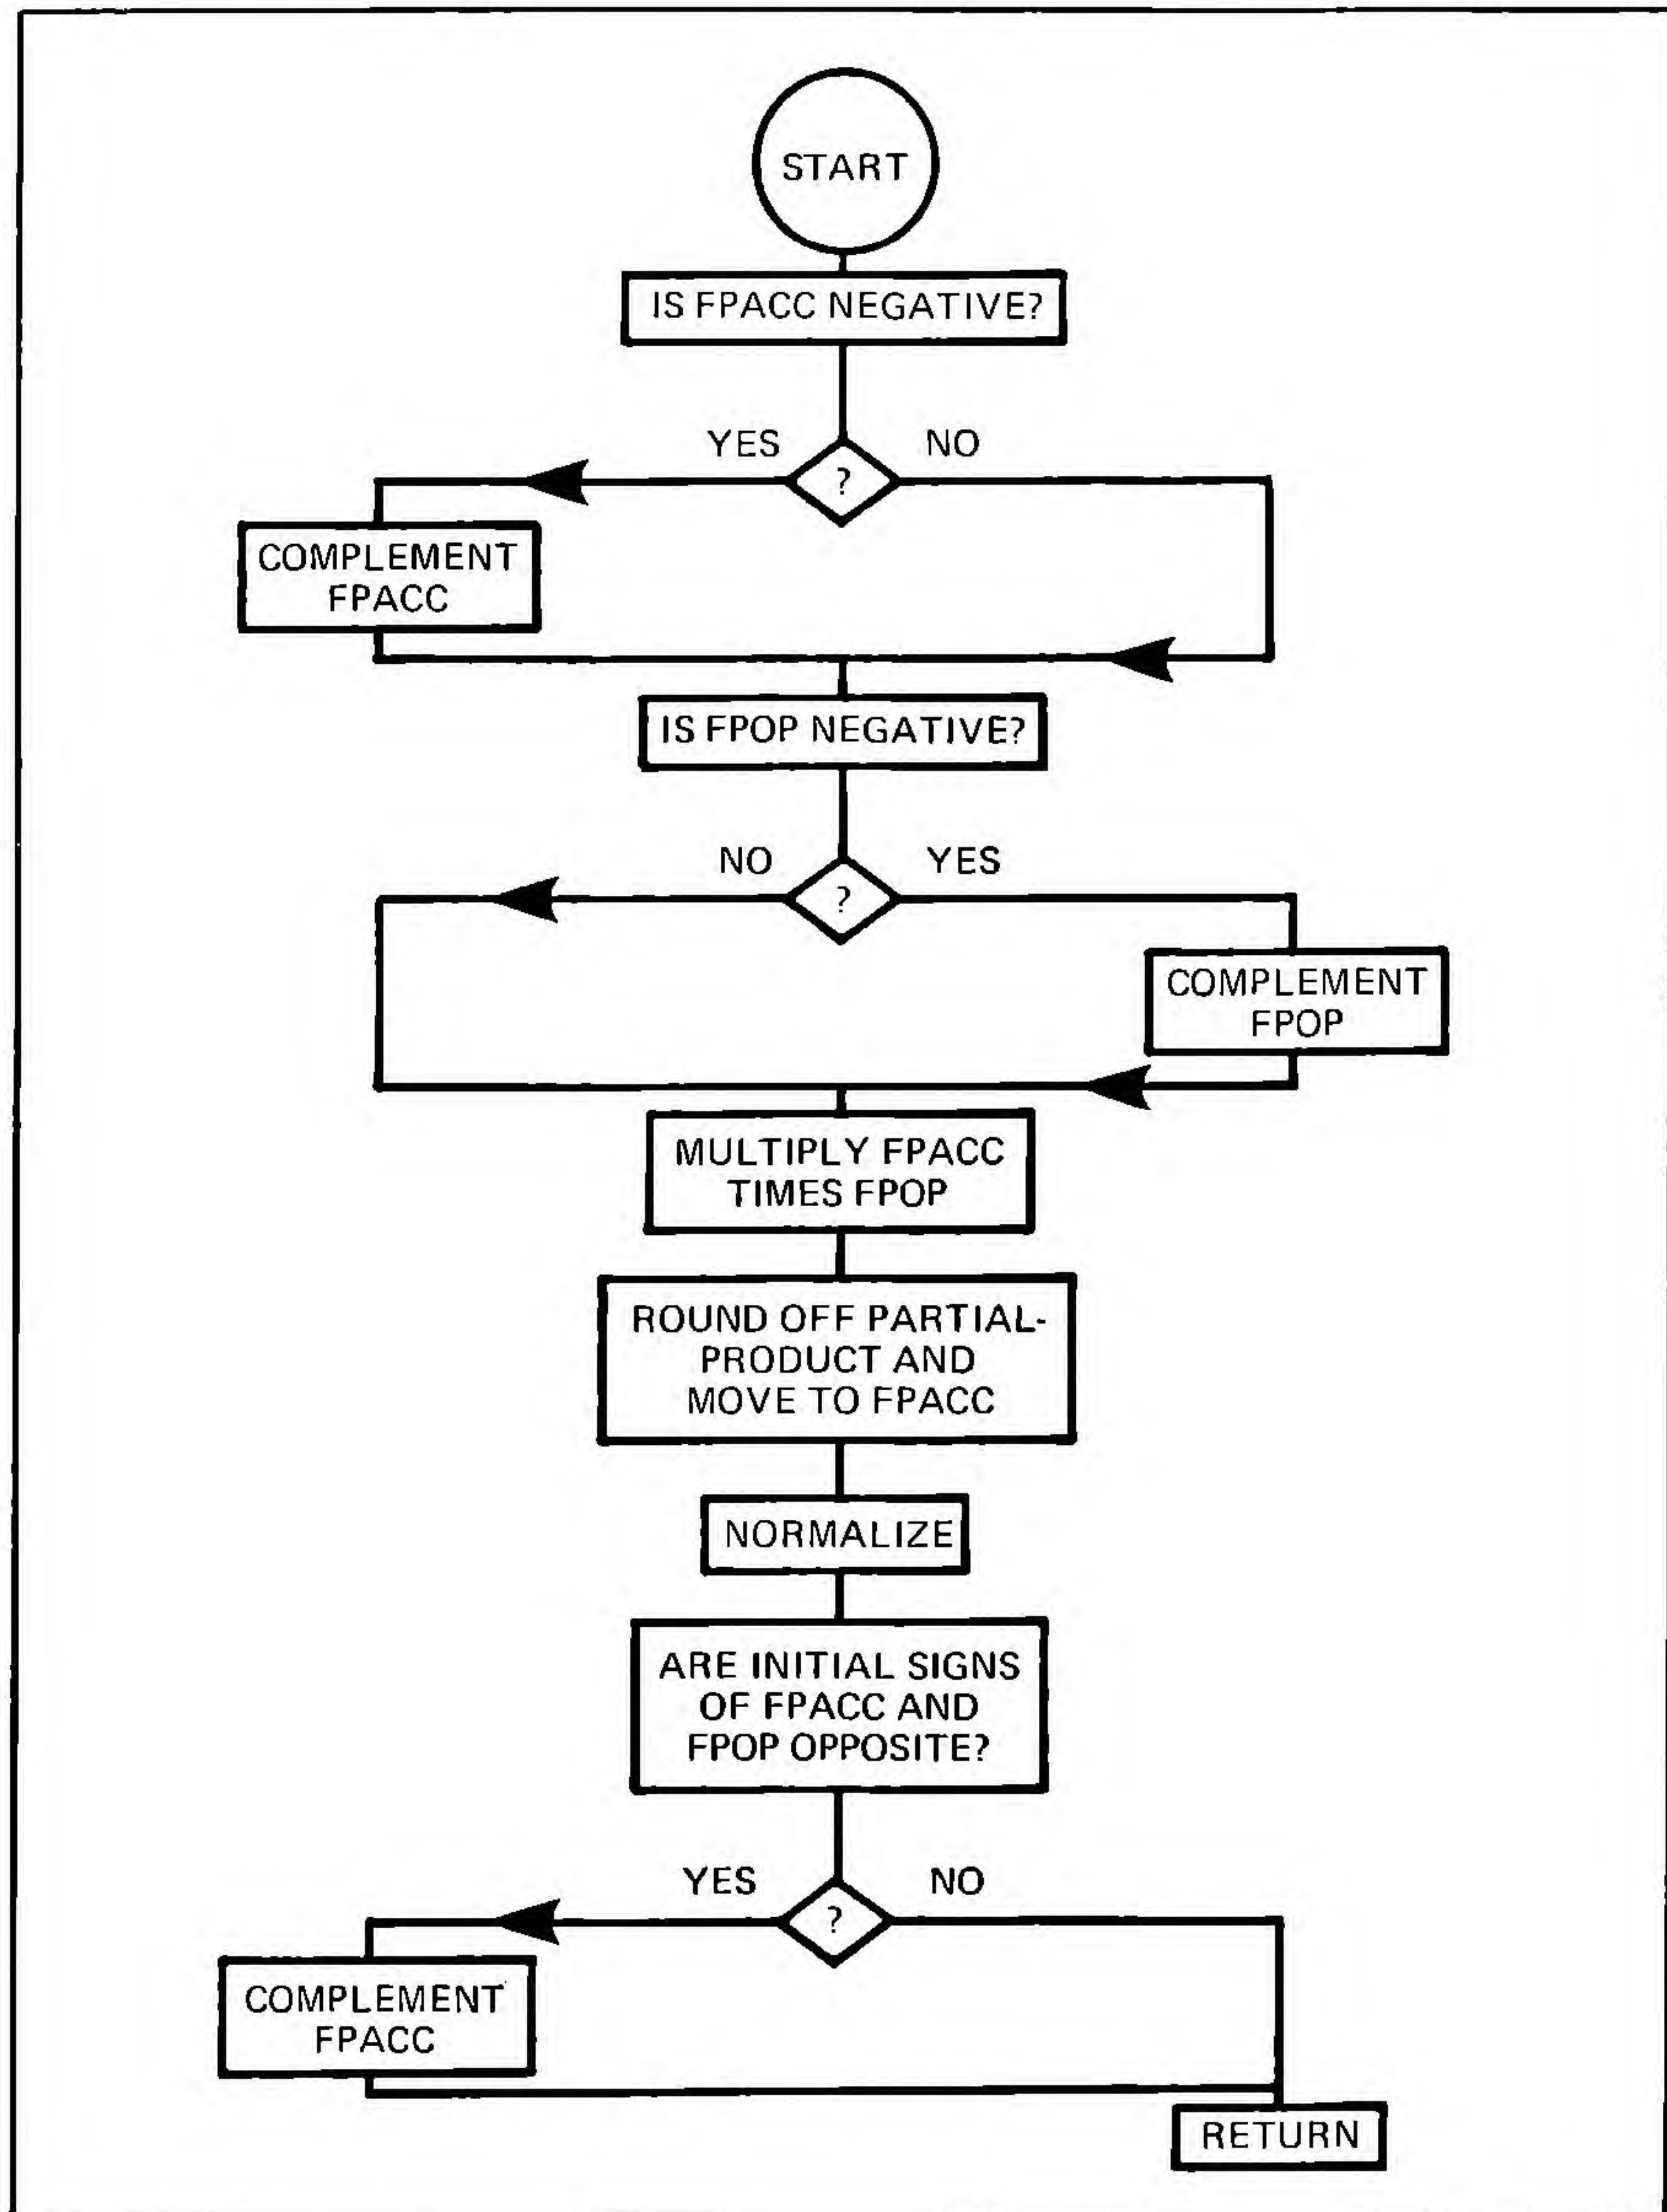 START
IS FPACC NEGATIVE?
YES
NO
?
COMPLEMENT
FPACC
IS FPOP NEGATIVE?
NO
YES
?
COMPLEMENT
FPOP
MULTIPLY FPACC
TIMES FPOP
ROUND OFF PARTIAL-
PRODUCT AND
MOVE TO FPACC
NORMALIZE
ARE INITIAL SIGNS
OF FPACC AND
FPOP OPPOSITE?
YES
NO
?
COMPLEMENT
FPACC
RETURN